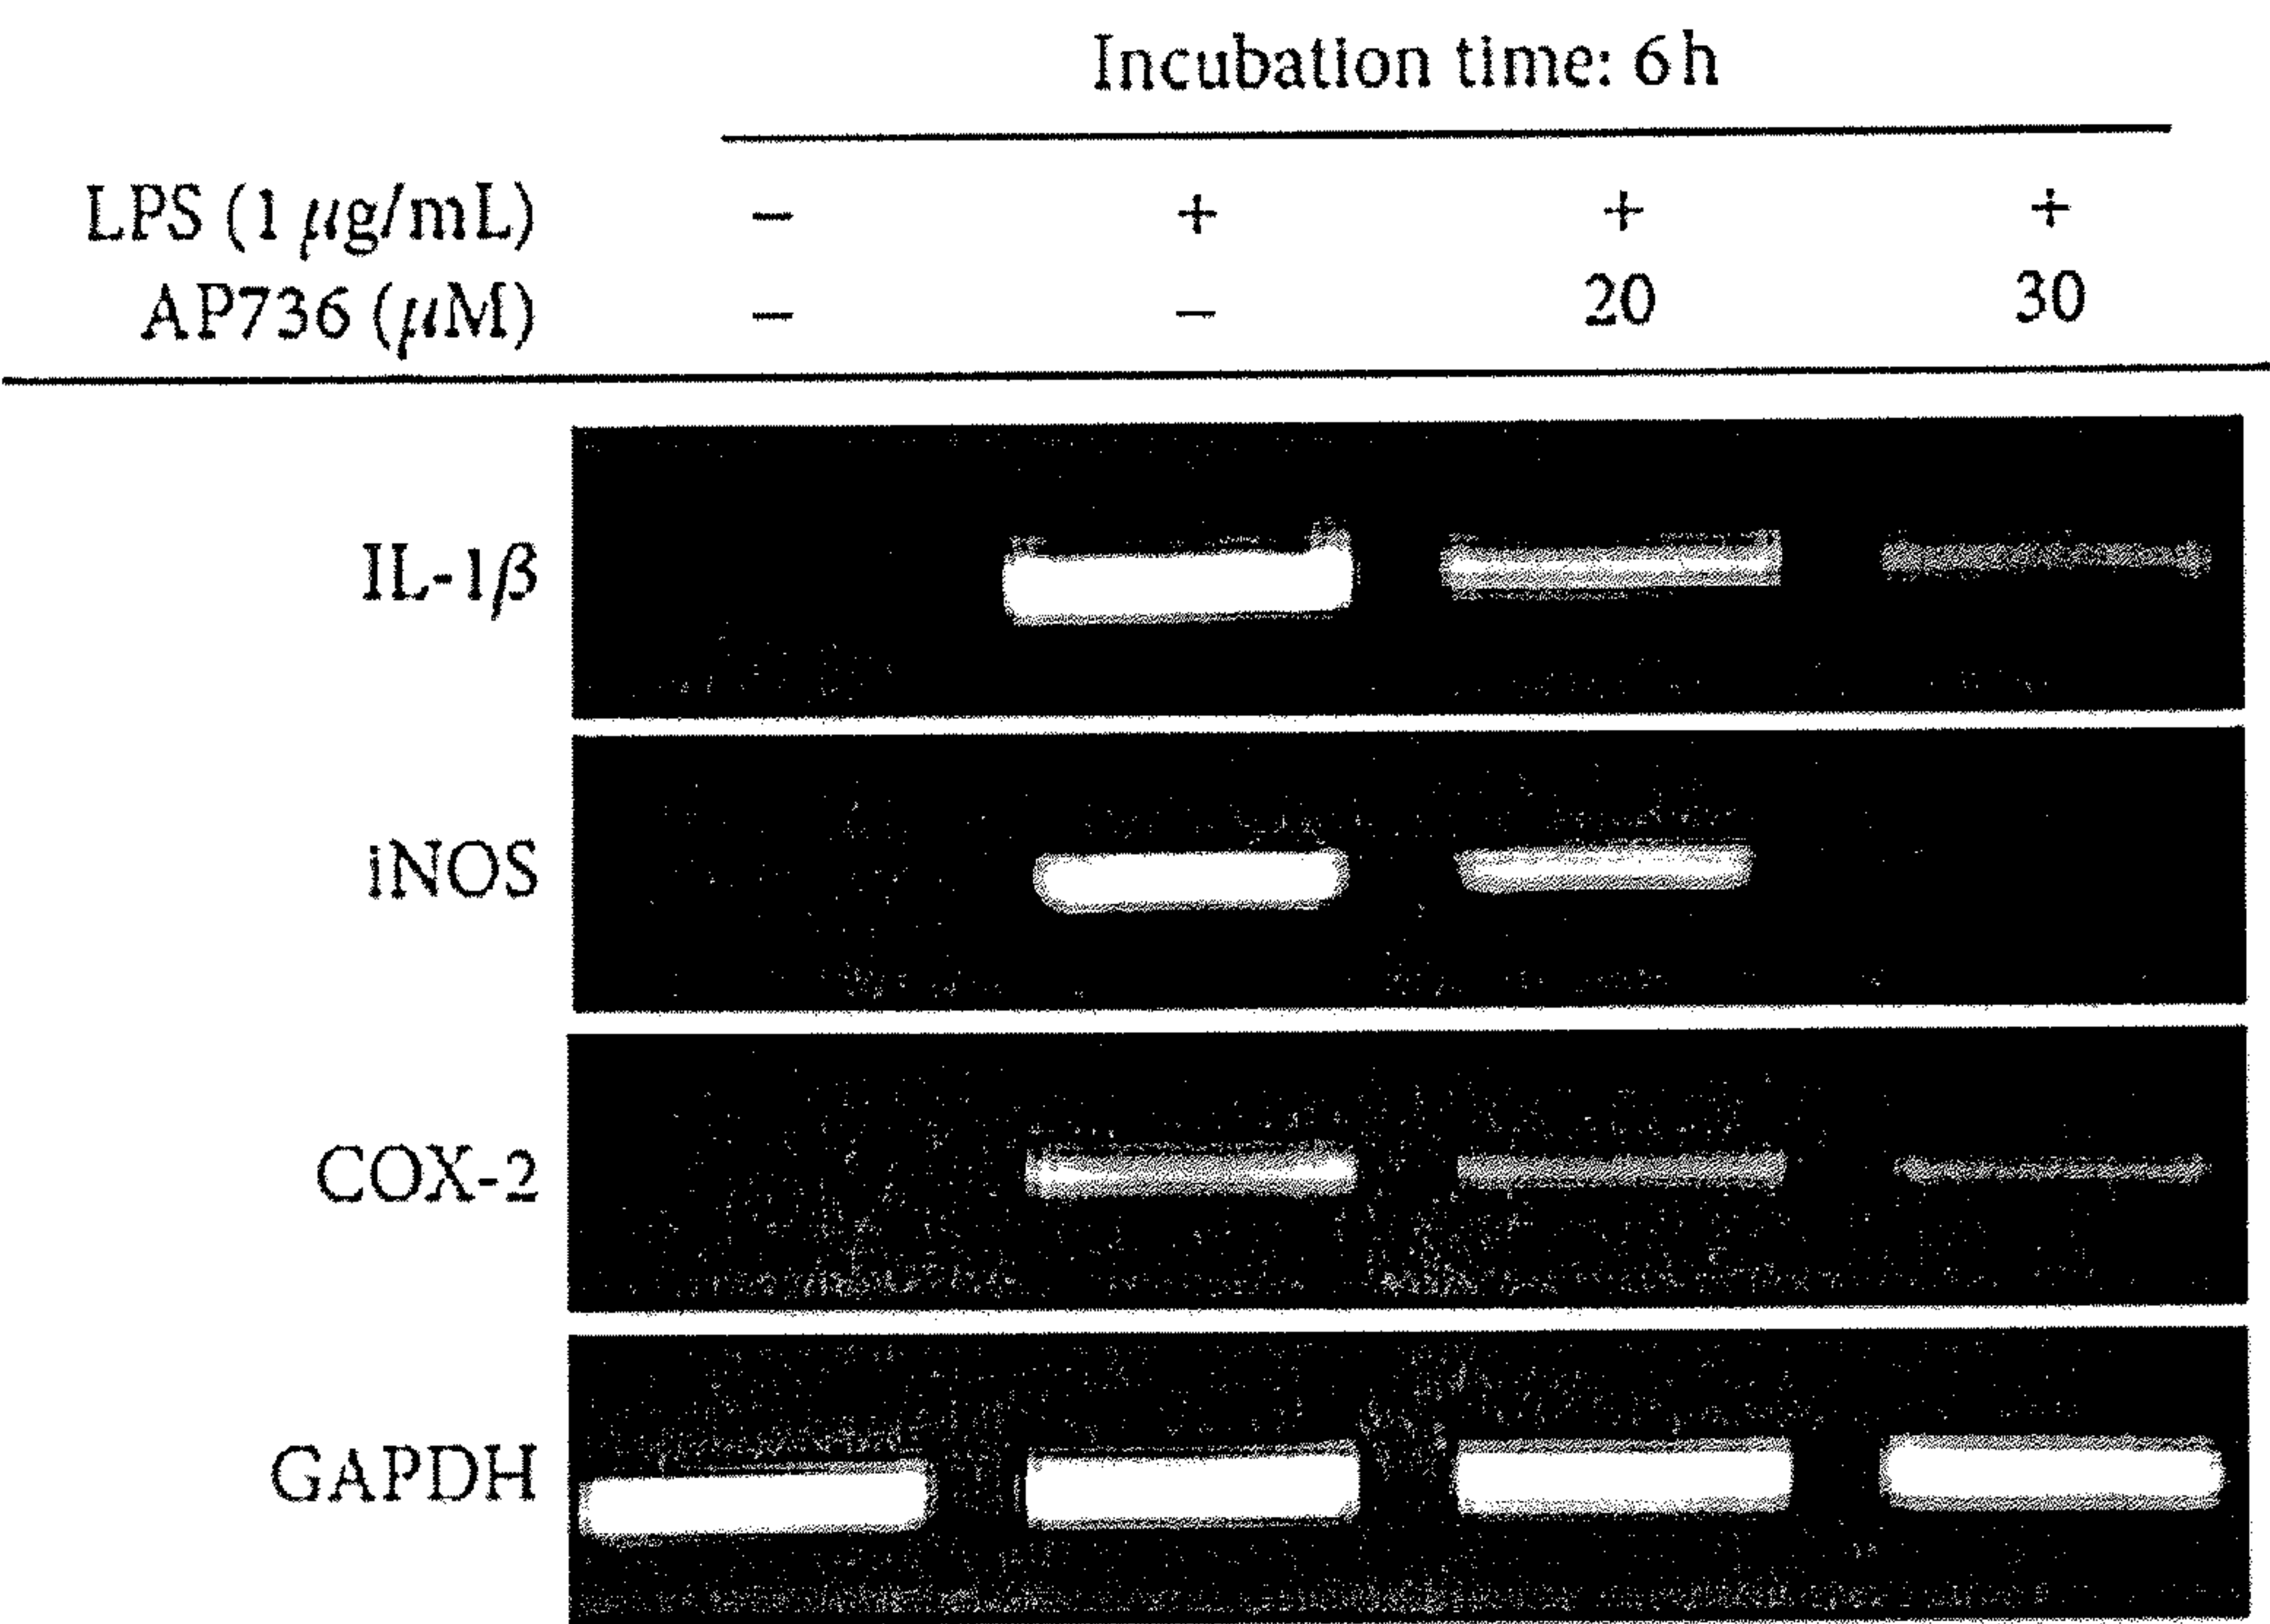 Incubation time: 6 h
LPS (1 μg/mL) – + + +
AP736 (μM) – – 20 30
IL-1β
iNOS
COX-2
GAPDH